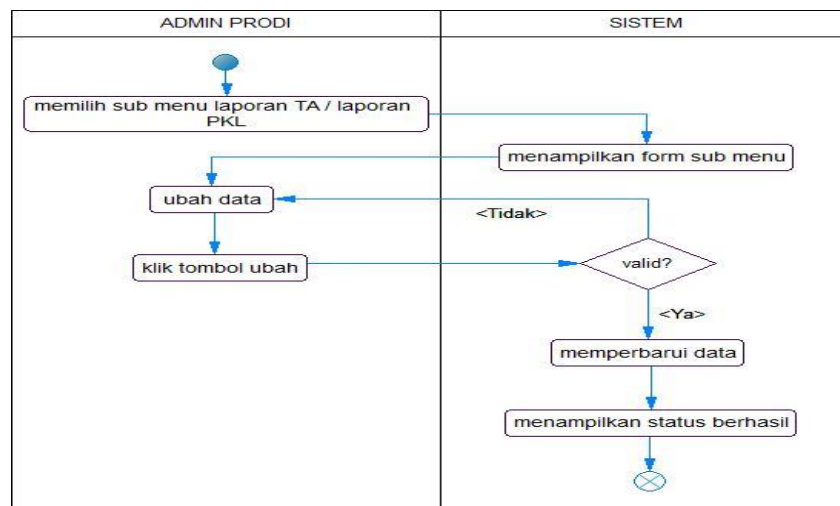 ADMIN PRODI
SISTEM
memilih sub menu laporan TA / laporan
PKL
menampilkan form sub menu
ubah data
<Tidak>
klik tombol ubah
valid?
<Ya>
memperbarui data
menampilkan status berhasil